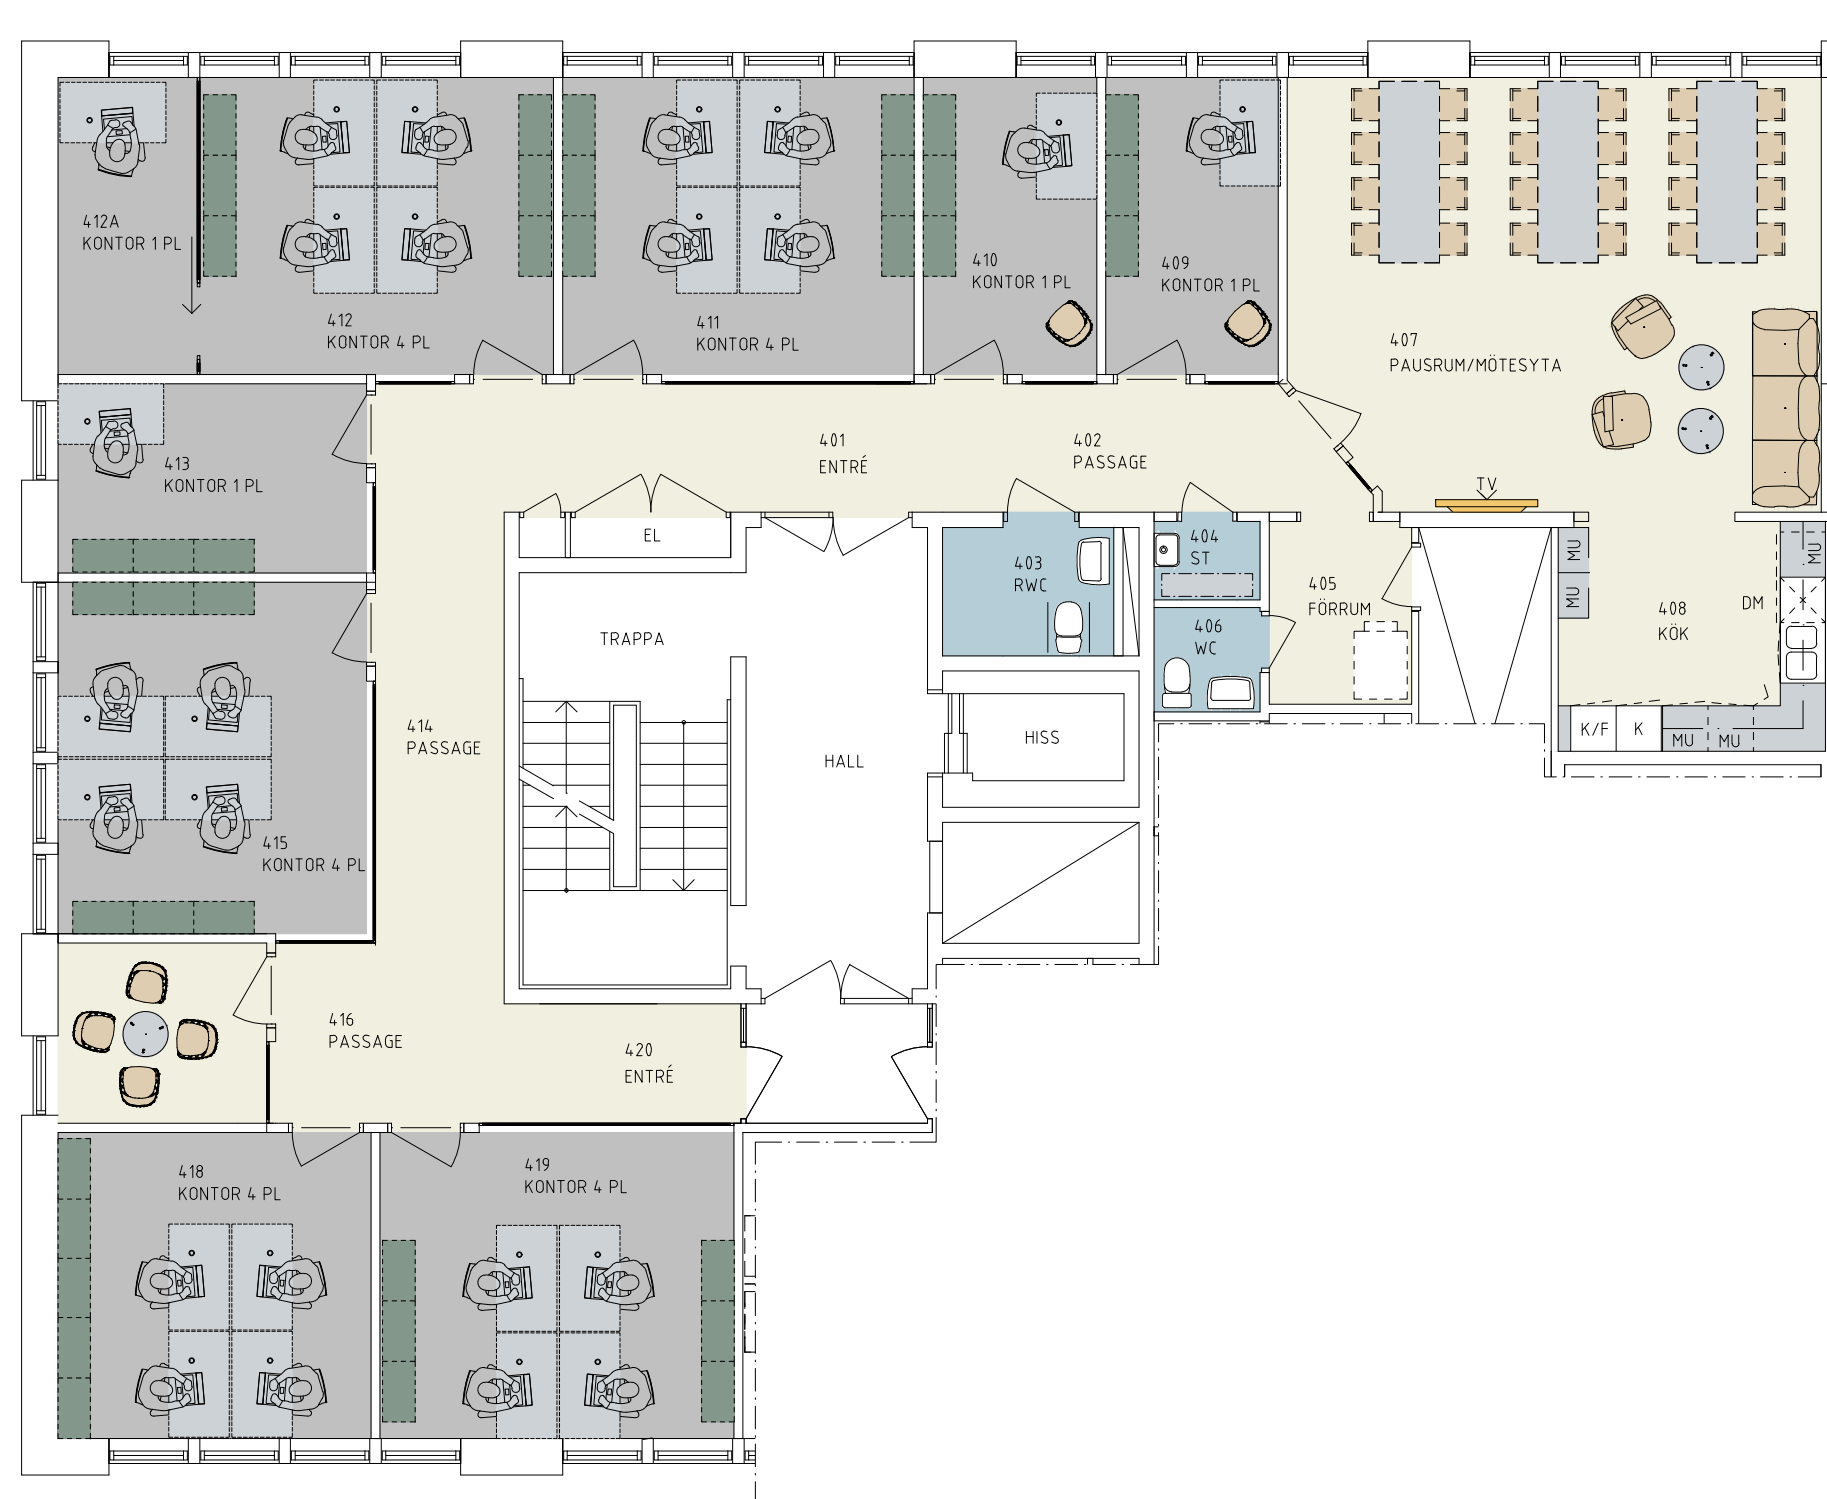 412A
KONTOR 1 PL
412
KONTOR 4 PL
411
KONTOR 4 PL
410
KONTOR 1 PL
409
KONTOR 1 PL
407
PAUSRUM/MÖTESYTA
413
KONTOR 1 PL
401
ENTRÉ
402
PASSAGE
TV
EL
403
RWC
404
ST
405
FÖRRUM
406
WC
MU
MU
MU
DM
408
KÖK
K/F
K
MU
MU
TRAPPA
414
PASSAGE
HALL
HISS
415
KONTOR 4 PL
416
PASSAGE
420
ENTRÉ
418
KONTOR 4 PL
419
KONTOR 4 PL